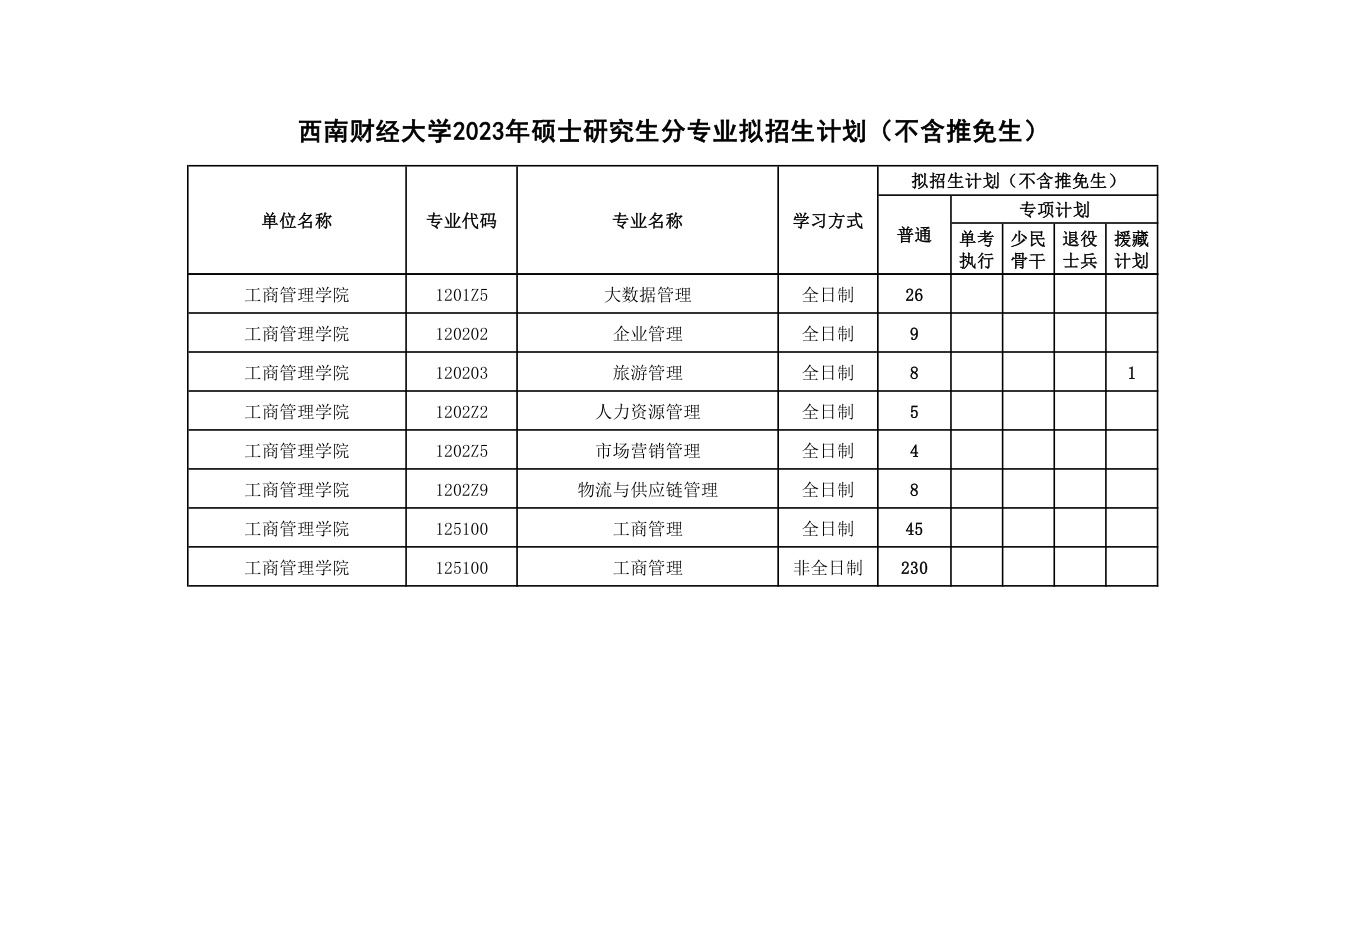 西南财经大学2023年硕士研究生分专业拟招生计划（不含推免生）
单位名称 专业代码 专业名称 学习方式 拟招生计划（不含推免生）
普通 专项计划
单考执行 少民骨干 退役士兵 援藏计划
工商管理学院 1201Z5 大数据管理 全日制 26
工商管理学院 120202 企业管理 全日制 9
工商管理学院 120203 旅游管理 全日制 8 1
工商管理学院 1202Z2 人力资源管理 全日制 5
工商管理学院 1202Z5 市场营销管理 全日制 4
工商管理学院 1202Z9 物流与供应链管理 全日制 8
工商管理学院 125100 工商管理 全日制 45
工商管理学院 125100 工商管理 非全日制 230